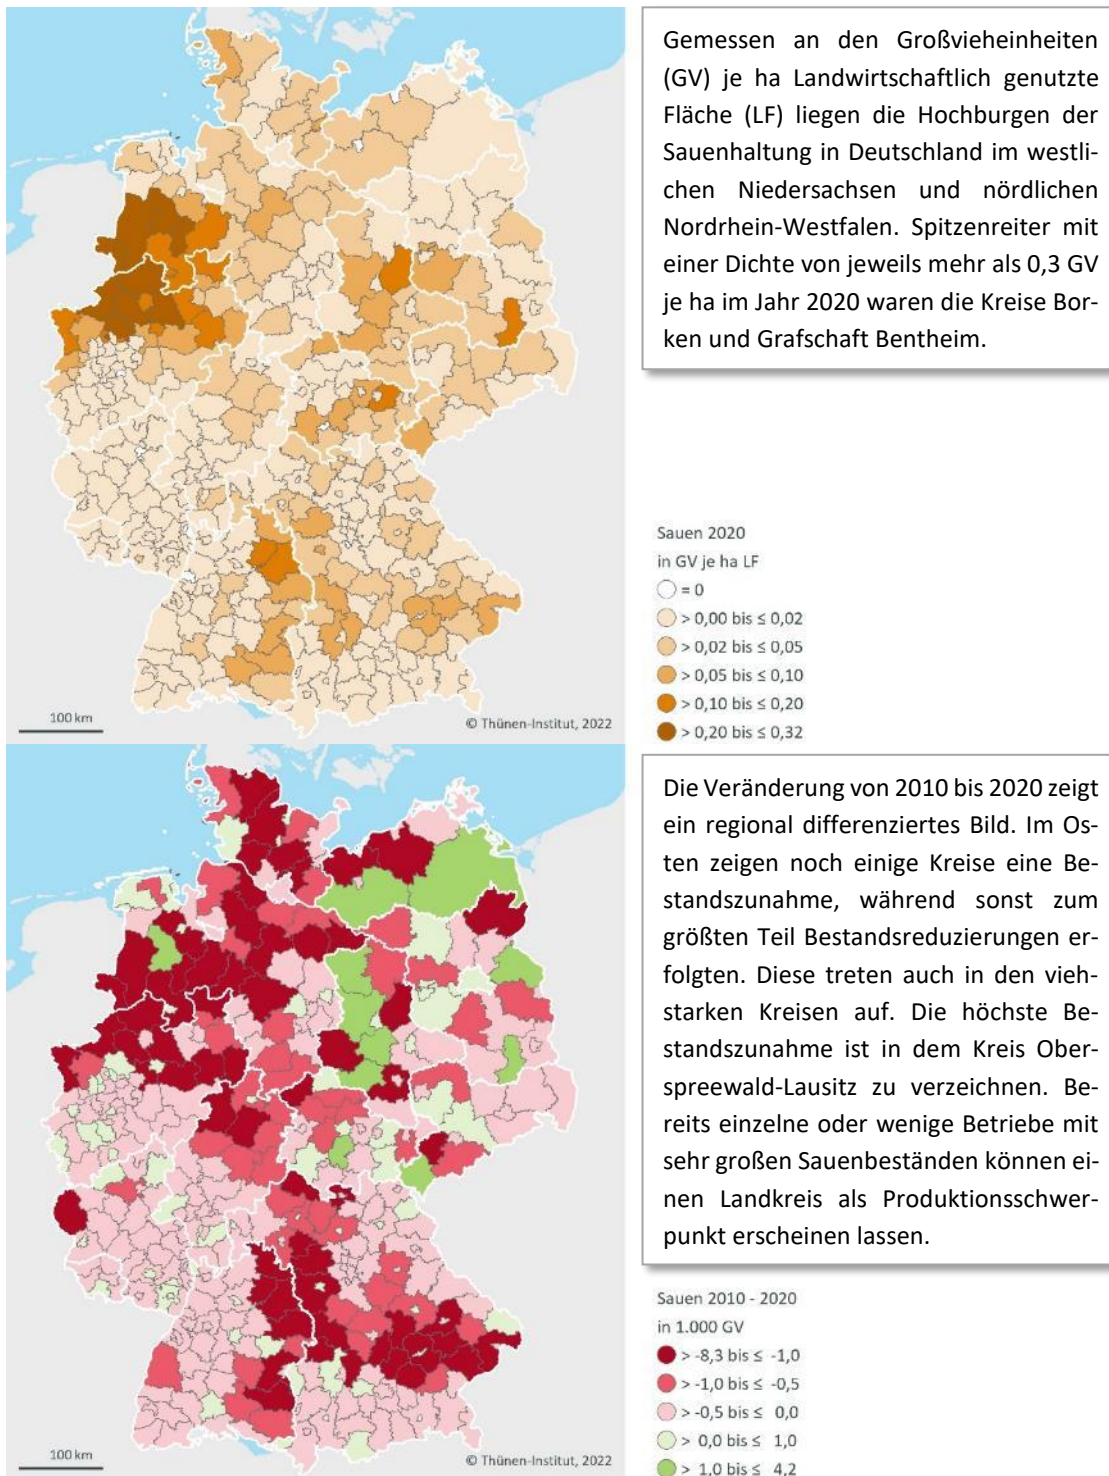 Gemessen an den Großvieheinheiten
(GV) je ha Landwirtschaftlich genutzte
Fläche (LF) liegen die Hochburgen der
Sauenhaltung in Deutschland im westli-
chen Niedersachsen und nördlichen
Nordrhein-Westfalen. Spitzenreiter mit
einer Dichte von jeweils mehr als 0,3 GV
je ha im Jahr 2020 waren die Kreise Bor-
ken und Grafschaft Bentheim.
Sauen 2020
in GV je ha LF
= 0
> 0,00 bis ≤ 0,02
> 0,02 bis ≤ 0,05
> 0,05 bis ≤ 0,10
> 0,10 bis ≤ 0,20
> 0,20 bis ≤ 0,32
100 km
© Thünen-Institut, 2022
Die Veränderung von 2010 bis 2020 zeigt
ein regional differenziertes Bild. Im Os-
ten zeigen noch einige Kreise eine Be-
standszunahme, während sonst zum
größten Teil Bestandsreduzierungen er-
folgten. Diese treten auch in den vieh-
starken Kreisen auf. Die höchste Be-
standszunahme ist in dem Kreis Ober-
spreewald-Lausitz zu verzeichnen. Be-
reits einzelne oder wenige Betriebe mit
sehr großen Sauenbeständen können ei-
nen Landkreis als Produktionsschwer-
punkt erscheinen lassen.
Sauen 2010 - 2020
in 1.000 GV
> -8,3 bis ≤ -1,0
> -1,0 bis ≤ -0,5
> -0,5 bis ≤ 0,0
> 0,0 bis ≤ 1,0
> 1,0 bis ≤ 4,2
100 km
© Thünen-Institut, 2022